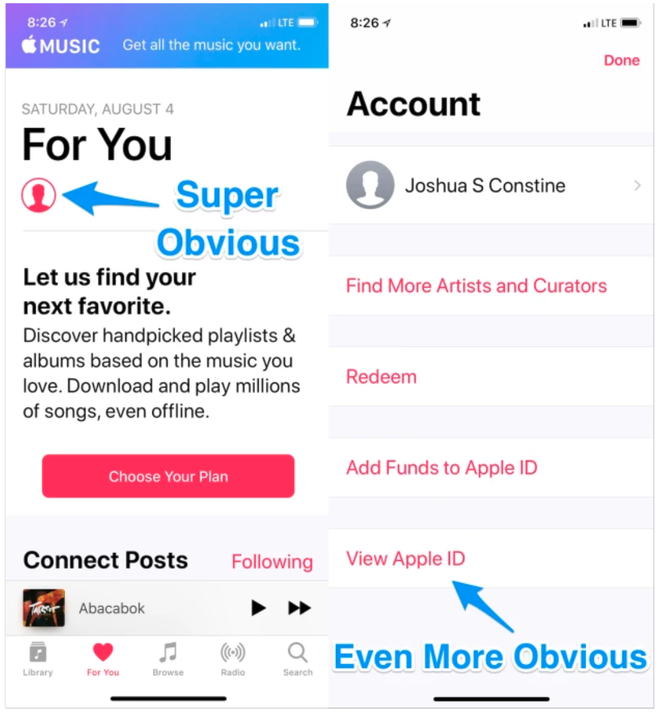 8:26
LTE
MUSIC
Get all the music you want.
SATURDAY, AUGUST 4
For You
Super
Obvious
Let us find your
next favorite.
Discover handpicked playlists &
albums based on the music you
love. Download and play millions
of songs, even offline.
Choose Your Plan
Connect Posts
Following
Abacabok
Library
For You
Browse
Radio
Search
8:26
LTE
Done
Account
Joshua S Constine
Find More Artists and Curators
Redeem
Add Funds to Apple ID
View Apple ID
Even More Obvious